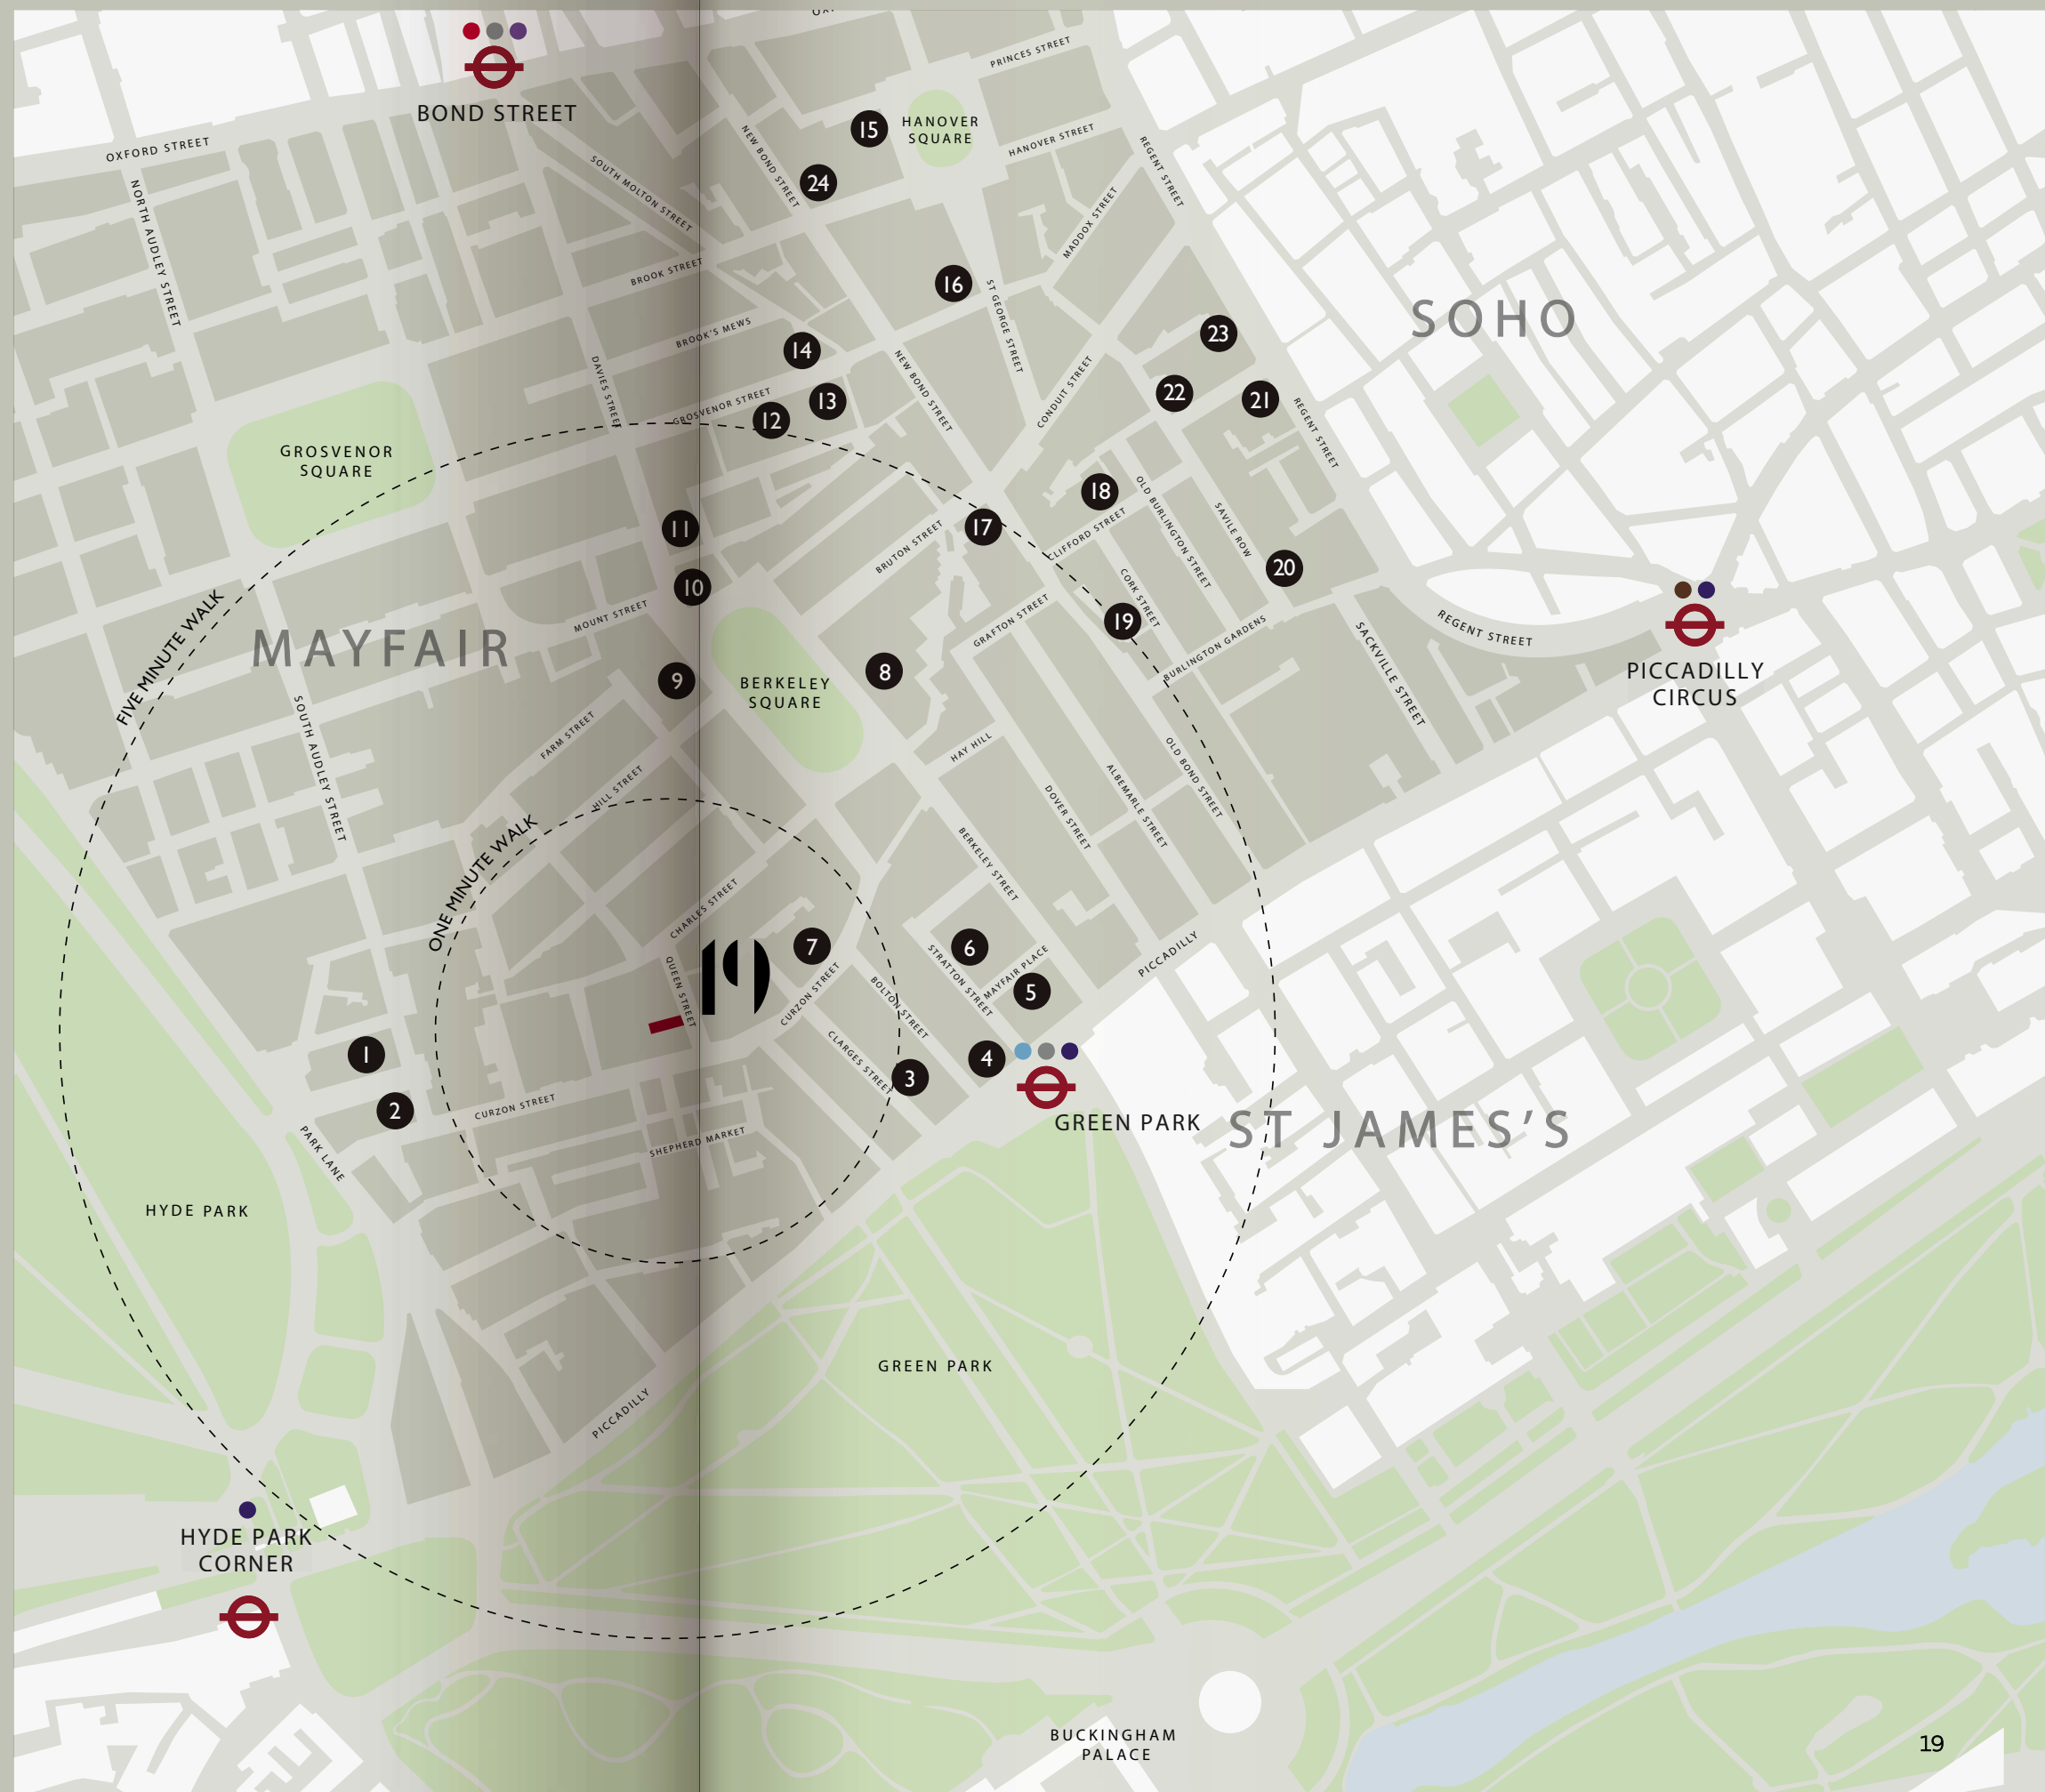 BOND STREET
OXFORD STREET
NORTH AUDLEY STREET
SOUTH MOLTON STREET
NEW BOND STREET
PRINCES STREET
HANOVER
SQUARE
HANOVER STREET
REGENT STREET
MADDOX STREET
15
24
BROOK STREET
BROOK'S MEWS
16
ST GEORGE STREET
SOHO
14
13
12
DAVIES STREET
GROSVENOR STREET
NEW BOND STREET
CONDUIT STREET
23
22
21
REGENT STREET
GROSVENOR
SQUARE
11
10
17
18
BRUTON STREET
CLIFFORD STREET
OLD BURLINGTON STREET
SAVILE ROW
20
CORK STREET
19
GRAFTON STREET
BURLINGTON GARDENS
SACKVILLE STREET
REGENT STREET
PICCADILLY
CIRCUS
FIVE MINUTE WALK
MAYFAIR
MOUNT STREET
9
BERKELEY
SQUARE
8
SOUTH AUDLEY STREET
FARM STREET
HILL STREET
HAY HILL
DOVER STREET
ALBEMARLE STREET
OLD BOND STREET
ONE MINUTE WALK
BERKELEY STREET
CHARLES STREET
QUEEN STREET
19
7
CURZON STREET
BOLTON STREET
6
STRATTON STREET
MAYFAIR PLACE
5
PICCADILLY
CLARGES STREET
3
4
GREEN PARK
ST JAMES’S
1
2
CURZON STREET
SHEPHERD MARKET
PARK LANE
HYDE PARK
GREEN PARK
PICCADILLY
HYDE PARK
CORNER
BUCKINGHAM
PALACE
19